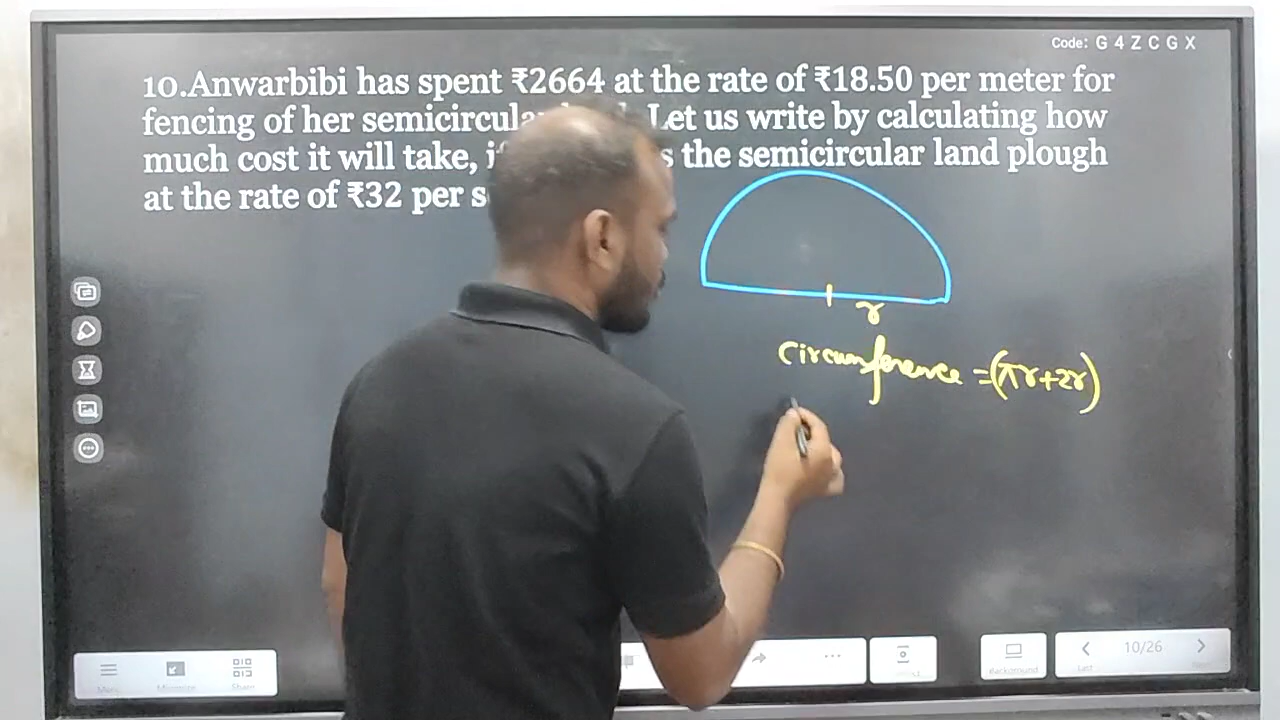 Code: G 4 Z C G X
10.Anwarbibi has spent ₹2664 at the rate of ₹18.50 per meter for
fencing of her Let us write by calculating how
much cost it will take, the semicircular land plough
at the rate of ₹32 per
r
Circumference = (πr+2r)
10/26
Share
Last